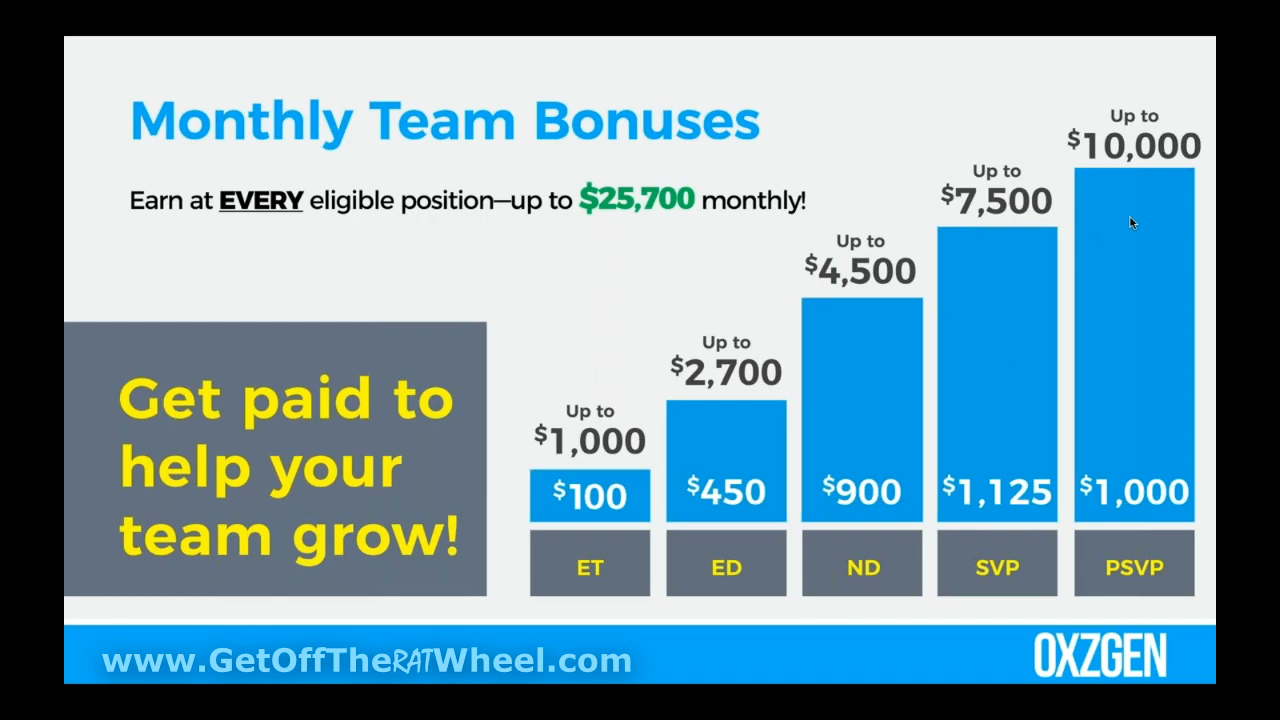 Monthly Team Bonuses
Earn at EVERY eligible position—up to $25,700 monthly!
Get paid to
help your
team grow!
Up to
$1,000
$100
ET
Up to
$2,700
$450
ED
Up to
$4,500
$900
ND
Up to
$7,500
$1,125
SVP
Up to
$10,000
$1,000
PSVP
www.GetOffTheRATWheel.com
OXZGEN